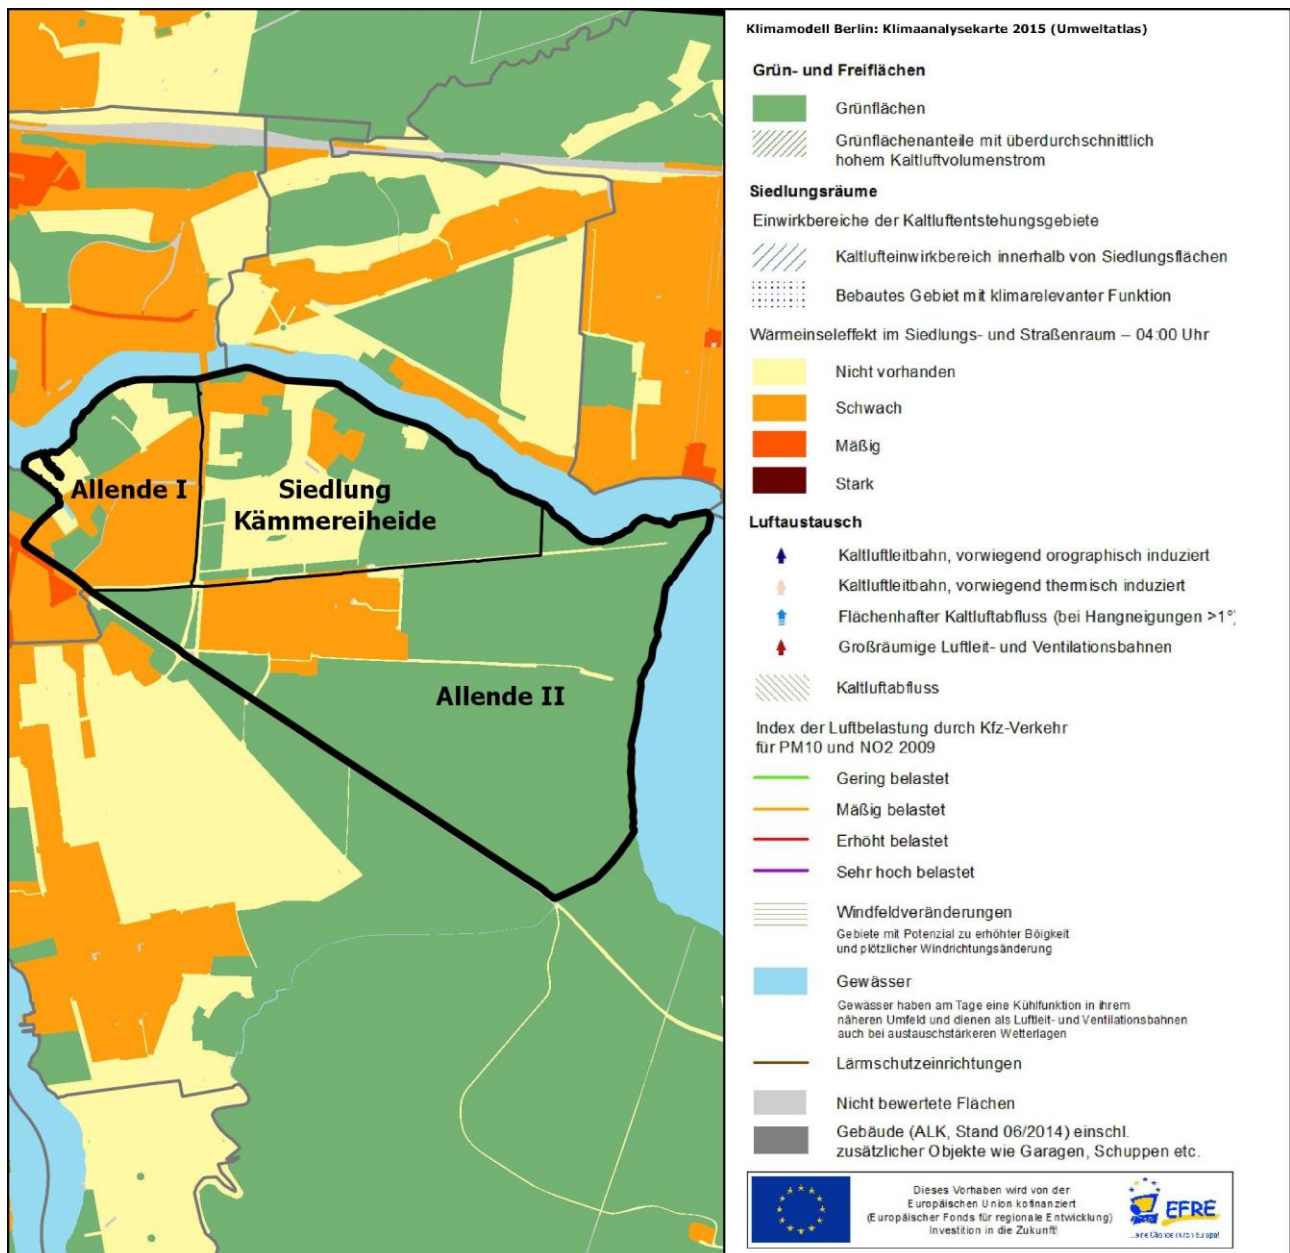 Allende I
Siedlung
Kämmereiheide
Allende II
Klimamodell Berlin: Klimaanalysekarte 2015 (Umweltatlas)
Grün- und Freiflächen
Grünflächen
Grünflächenanteile mit überdurchschnittlich
hohem Kaltluftvolumenstrom
Siedlungsräume
Einwirkbereiche der Kaltluftentstehungsgebiete
Kaltlufteinwirkbereich innerhalb von Siedlungsflächen
Bebautes Gebiet mit klimarelevanter Funktion
Wärmeinseleffekt im Siedlungs- und Straßenraum – 04:00 Uhr
Nicht vorhanden
Schwach
Mäßig
Stark
Luftaustausch
Kaltluftleitbahn, vorwiegend orographisch induziert
Kaltluftleitbahn, vorwiegend thermisch induziert
Flächenhafter Kaltluftabfluss (bei Hangneigungen >1°)
Großräumige Luftleit- und Ventilationsbahnen
Kaltluftabfluss
Index der Luftbelastung durch Kfz-Verkehr
für PM10 und NO2 2009
Gering belastet
Mäßig belastet
Erhöht belastet
Sehr hoch belastet
Windfeldveränderungen
Gebiete mit Potenzial zu erhöhter Böigkeit
und plötzlicher Windrichtungsänderung
Gewässer
Gewässer haben am Tage eine Kühlfunktion in ihrem
näheren Umfeld und dienen als Luftleit- und Ventilationsbahnen
auch bei austauschstärkeren Wetterlagen
Lärmschutzeinrichtungen
Nicht bewertete Flächen
Gebäude (ALK, Stand 06/2014) einschl.
zusätzlicher Objekte wie Garagen, Schuppen etc.
Dieses Vorhaben wird von der
Europäischen Union kofinanziert
(Europäischer Fonds für regionale Entwicklung)
Investition in die Zukunft!
EFRE
...eine Chance durch Europa!